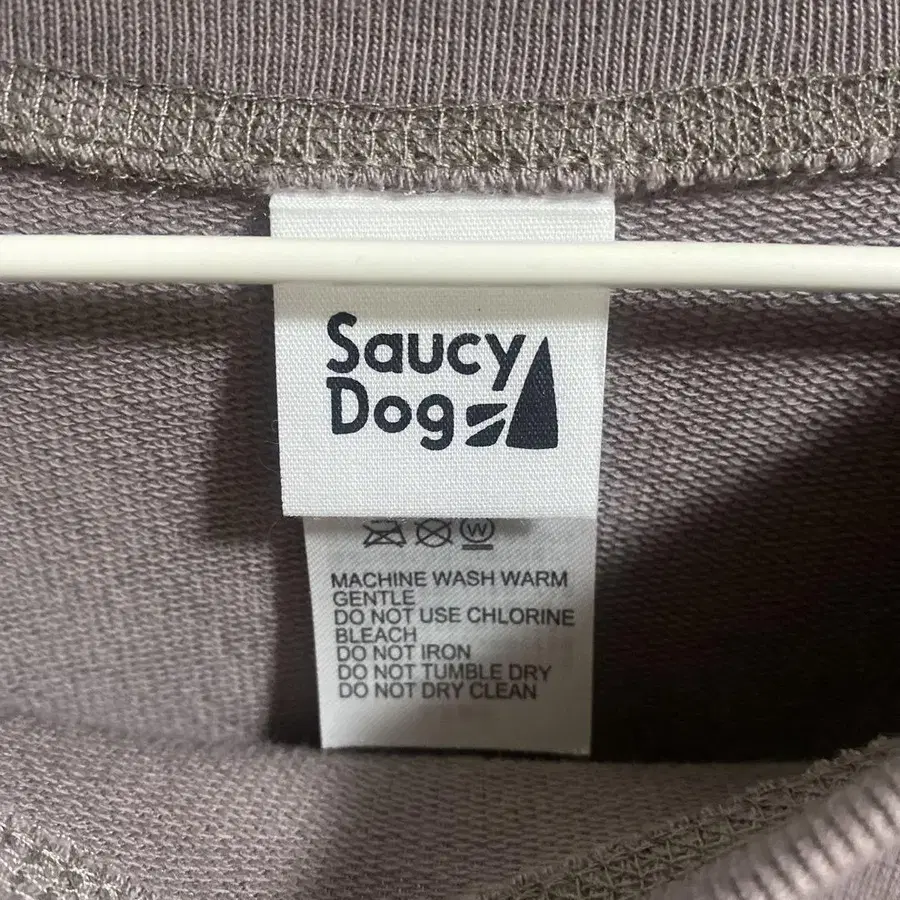 Saucy
Dog
W
MACHINE WASH WARM
GENTLE
DO NOT USE CHLORINE
BLEACH
DO NOT IRON
DO NOT TUMBLE DRY
DO NOT DRY CLEAN